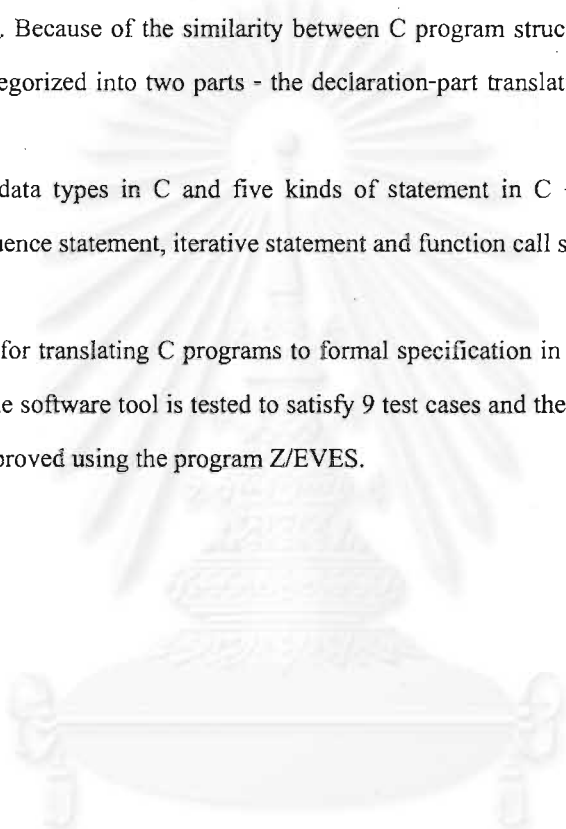 . Because of the similarity between C program struc
egorized into two parts - the declaration-part translat
data types in C and five kinds of statement in C
uence statement, iterative statement and function call s
for translating C programs to formal specification in
e software tool is tested to satisfy 9 test cases and the
proved using the program Z/EVES.